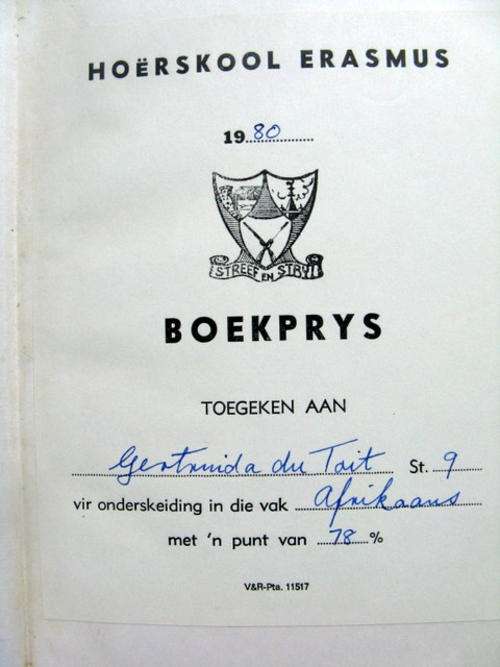 HOËRSKOOL ERASMUS
19 80
STREEF EN STRYD
BOEKPRYS
TOEGEKEN AAN
Gertruida du Toit St. 9
vir onderskeiding in die vak Afrikaans
met 'n punt van 78 %
V&R-Pta. 11517